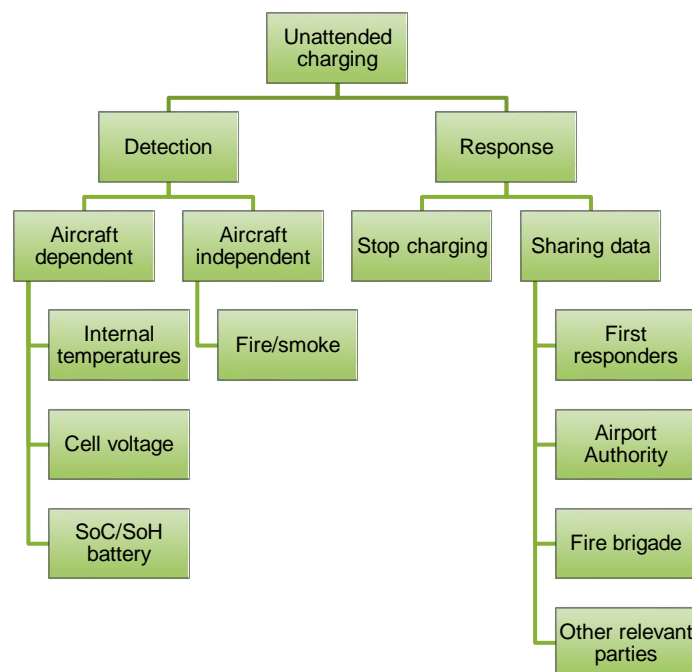 Unattended
charging
Detection
Response
Aircraft
dependent
Aircraft
independent
Stop charging
Sharing data
Internal
temperatures
Fire/smoke
First
responders
Cell voltage
Airport
Authority
SoC/SoH
battery
Fire brigade
Other relevant
parties